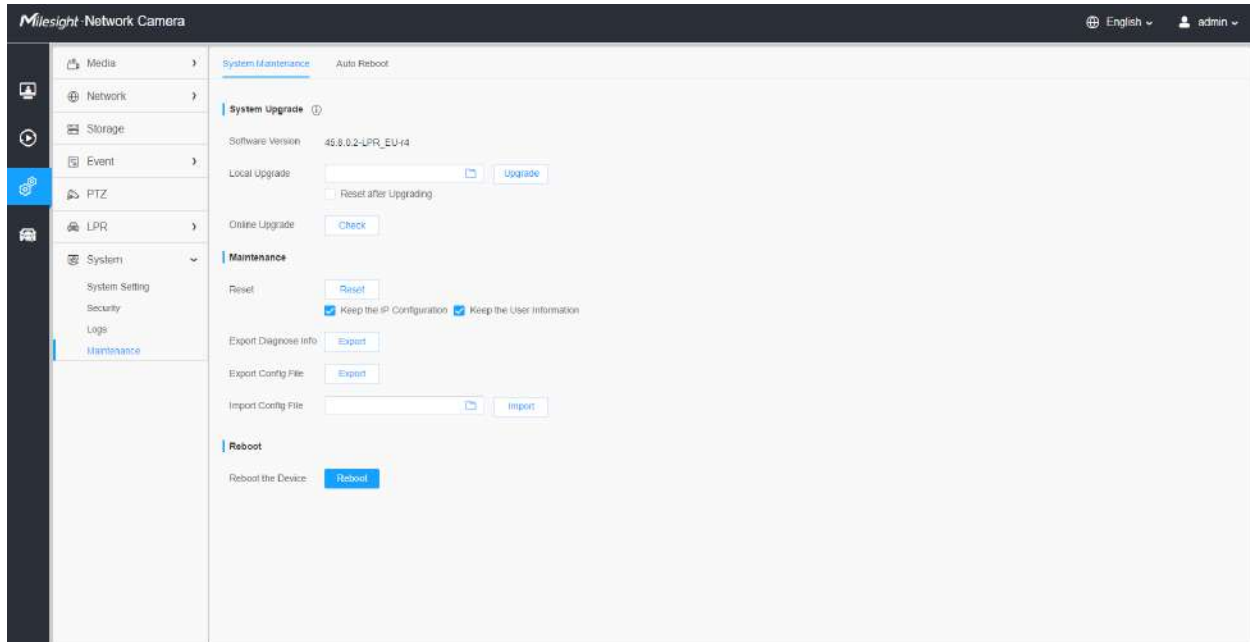 Milesight-Network Camera
English
admin
Media
Network
Storage
Event
PTZ
LPR
System
System Setting
Security
Logs
Maintenance
System Maintenance
Auto Reboot
System Upgrade
Software Version 45.8.0.2-LPR_EU-r4
Local Upgrade Upgrade
Reset after Upgrading
Online Upgrade Check
Maintenance
Reset Reset
Keep the IP Configuration Keep the User Information
Export Diagnose Info Export
Export Config File Export
Import Config File Import
Reboot
Reboot the Device Reboot